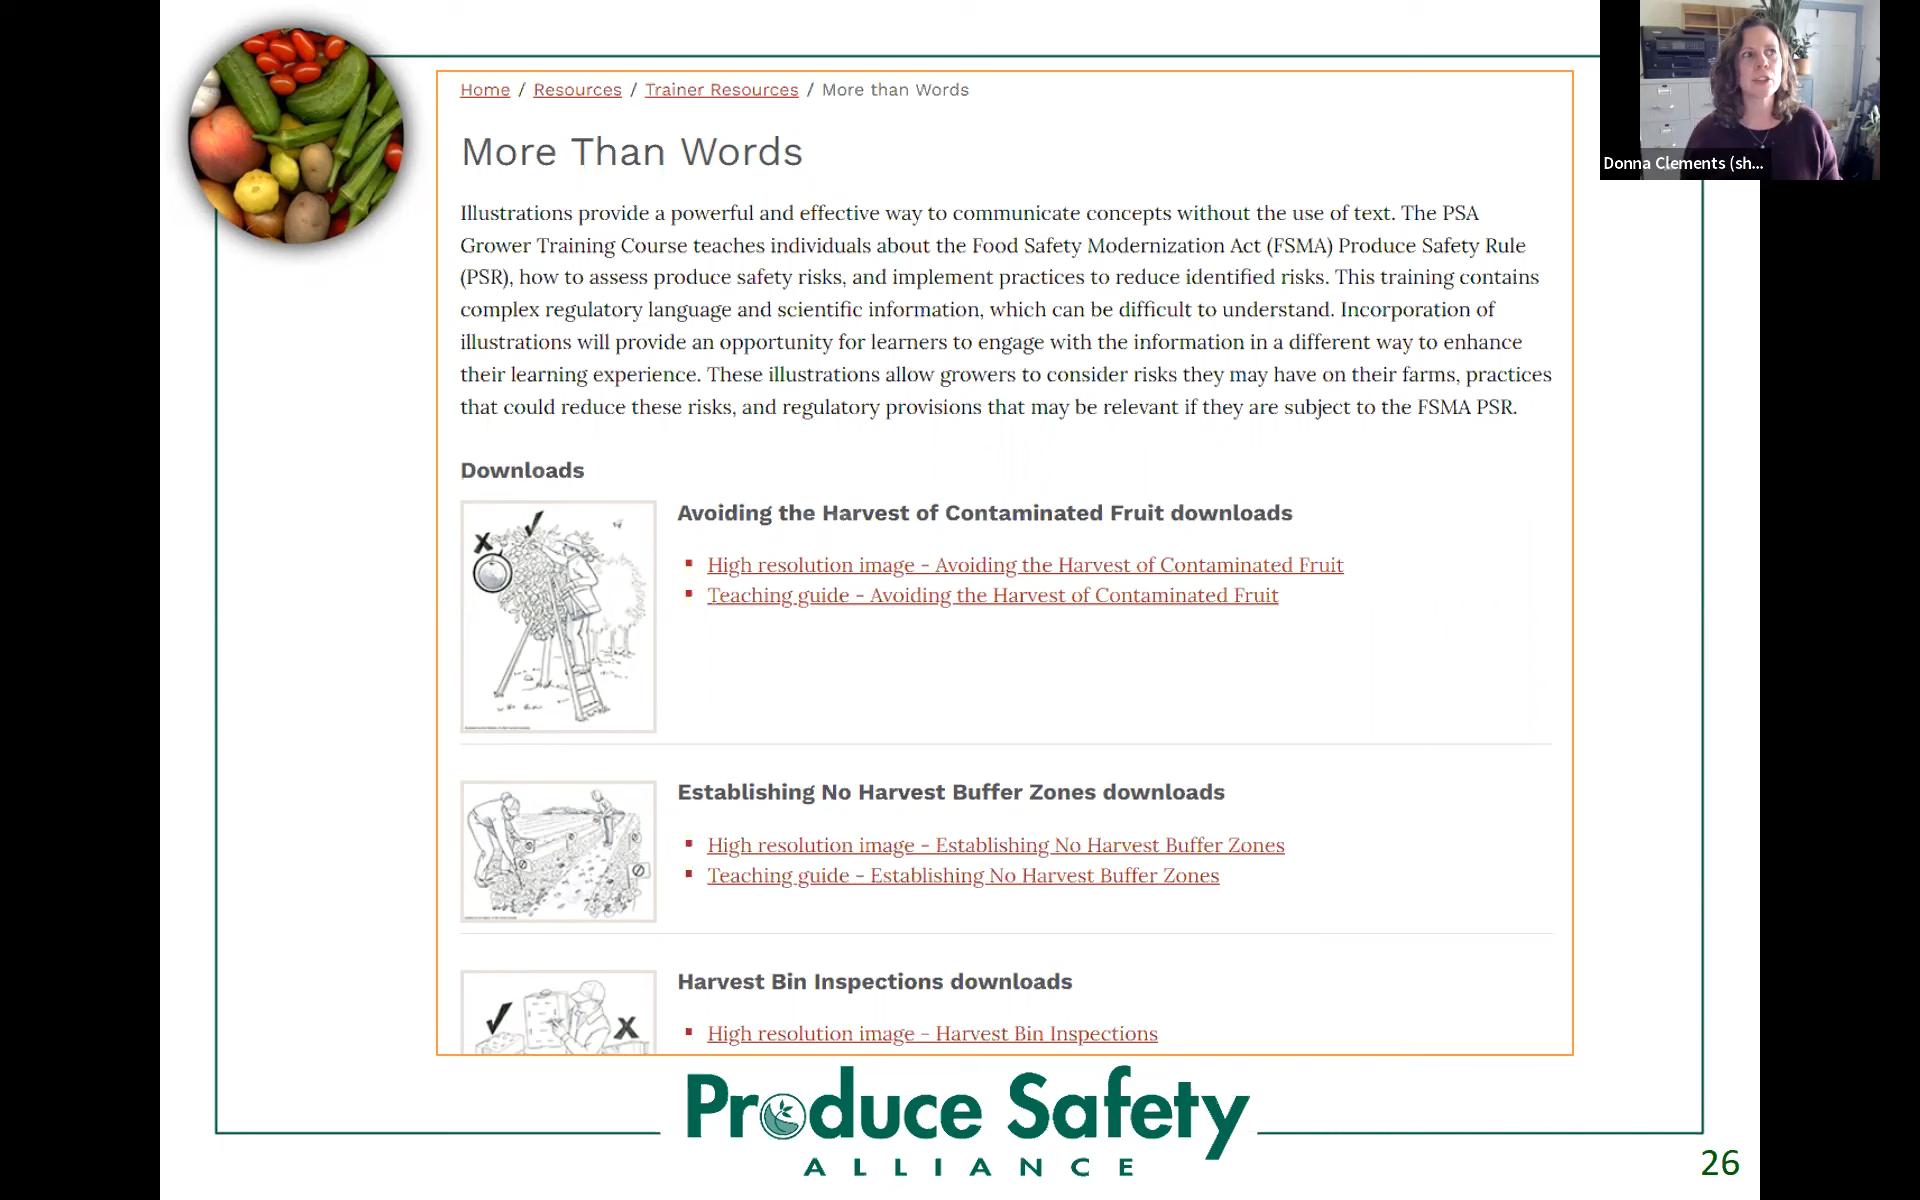 Home / Resources / Trainer Resources / More than Words
More Than Words
Illustrations provide a powerful and effective way to communicate concepts without the use of text. The PSA
Grower Training Course teaches individuals about the Food Safety Modernization Act (FSMA) Produce Safety Rule
(PSR), how to assess produce safety risks, and implement practices to reduce identified risks. This training contains
complex regulatory language and scientific information, which can be difficult to understand. Incorporation of
illustrations will provide an opportunity for learners to engage with the information in a different way to enhance
their learning experience. These illustrations allow growers to consider risks they may have on their farms, practices
that could reduce these risks, and regulatory provisions that may be relevant if they are subject to the FSMA PSR.
Downloads
Avoiding the Harvest of Contaminated Fruit downloads
High resolution image - Avoiding the Harvest of Contaminated Fruit
Teaching guide - Avoiding the Harvest of Contaminated Fruit
Establishing No Harvest Buffer Zones downloads
High resolution image - Establishing No Harvest Buffer Zones
Teaching guide - Establishing No Harvest Buffer Zones
Harvest Bin Inspections downloads
High resolution image - Harvest Bin Inspections
Donna Clements (sh...
Produce Safety
ALLIANCE
26